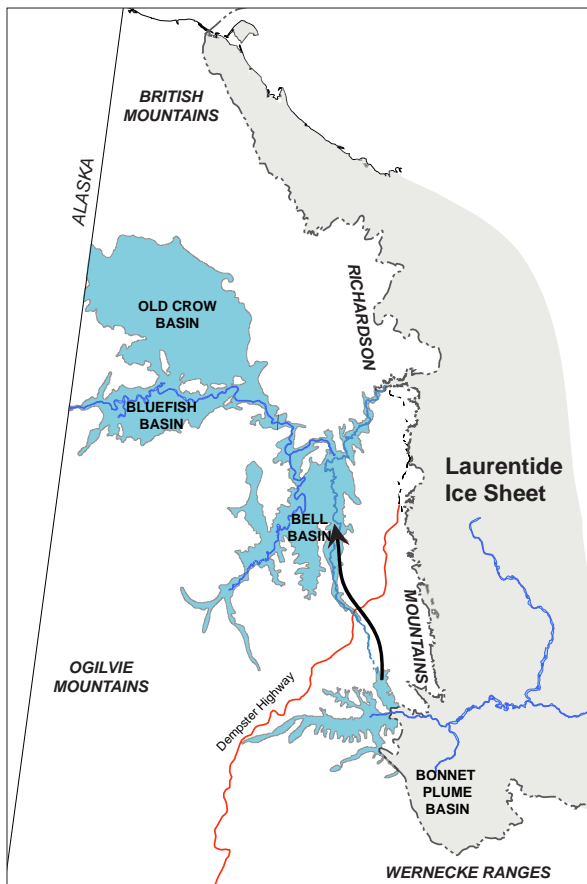 BRITISH
MOUNTAINS
ALASKA
OLD CROW
BASIN
RICHARDSON
BLUEFISH
BASIN
Laurentide
Ice Sheet
BELL
BASIN
MOUNTAINS
OGILVIE
MOUNTAINS
Dempster Highway
BONNET
PLUME
BASIN
WERNECKE RANGES